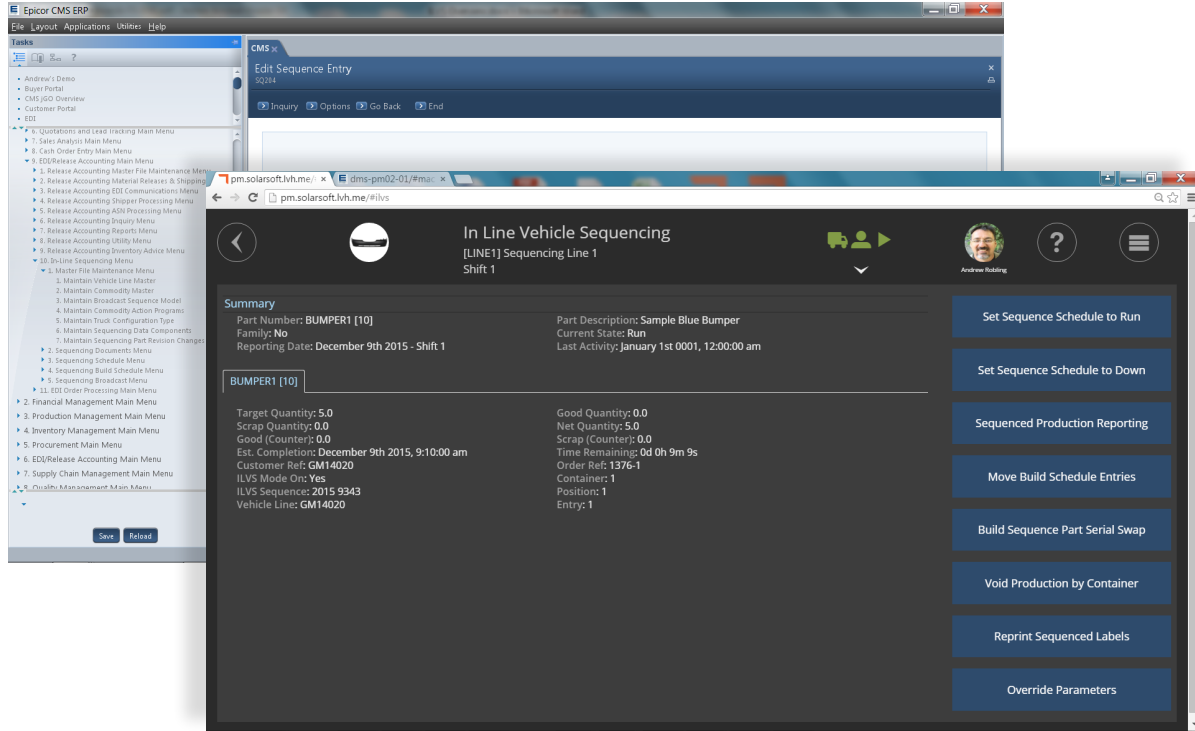 Epicor CMS ERP
File Layout Applications Utilities Help
Tasks
?
Andrew's Demo
Buyer Portal
CMS jGO Overview
Customer Portal
EDI
6. Quotations and Lead Tracking Main Menu
7. Sales Analysis Main Menu
8. Cash Order Entry Main Menu
9. EDI/Release Accounting Main Menu
1. Release Accounting Master File Maintenance Menu
2. Release Accounting Material Releases & Shipping
3. Release Accounting EDI Communications Menu
4. Release Accounting Shipper Processing Menu
5. Release Accounting ASN Processing Menu
6. Release Accounting Inquiry Menu
7. Release Accounting Reports Menu
8. Release Accounting Utility Menu
9. Release Accounting Inventory Advice Menu
10. In-Line Sequencing Menu
1. Master File Maintenance Menu
1. Maintain Vehicle Line Master
2. Maintain Commodity Master
3. Maintain Broadcast Sequence Model
4. Maintain Commodity Action Programs
5. Maintain Truck Configuration Type
6. Maintain Sequencing Data Components
7. Maintain Sequencing Part Revision Changes
2. Sequencing Documents Menu
3. Sequencing Schedule Menu
4. Sequencing Build Schedule Menu
5. Sequencing Broadcast Menu
11. EDI Order Processing Main Menu
2. Financial Management Main Menu
3. Production Management Main Menu
4. Inventory Management Main Menu
5. Procurement Main Menu
6. EDI/Release Accounting Main Menu
7. Supply Chain Management Main Menu
8. Quality Management Main Menu
Save Reload
CMS
Edit Sequence Entry
SQ204
Inquiry Options Go Back End
pm.solarsoft.lvh.me/ dms-pm02-01/#mac
pm.solarsoft.lvh.me/#ilvs
In Line Vehicle Sequencing
[LINE1] Sequencing Line 1
Shift 1
Andrew Robling
?
Summary
Part Number: BUMPER1 [10] Part Description: Sample Blue Bumper
Family: No Current State: Run
Reporting Date: December 9th 2015 - Shift 1 Last Activity: January 1st 0001, 12:00:00 am
BUMPER1 [10]
Target Quantity: 5.0 Good Quantity: 0.0
Scrap Quantity: 0.0 Net Quantity: 5.0
Good (Counter): 0.0 Scrap (Counter): 0.0
Est. Completion: December 9th 2015, 9:10:00 am Time Remaining: 0d 0h 9m 9s
Customer Ref: GM14020 Order Ref: 1376-1
ILVS Mode On: Yes Container: 1
ILVS Sequence: 2015 9343 Position: 1
Vehicle Line: GM14020 Entry: 1
Set Sequence Schedule to Run
Set Sequence Schedule to Down
Sequenced Production Reporting
Move Build Schedule Entries
Build Sequence Part Serial Swap
Void Production by Container
Reprint Sequenced Labels
Override Parameters